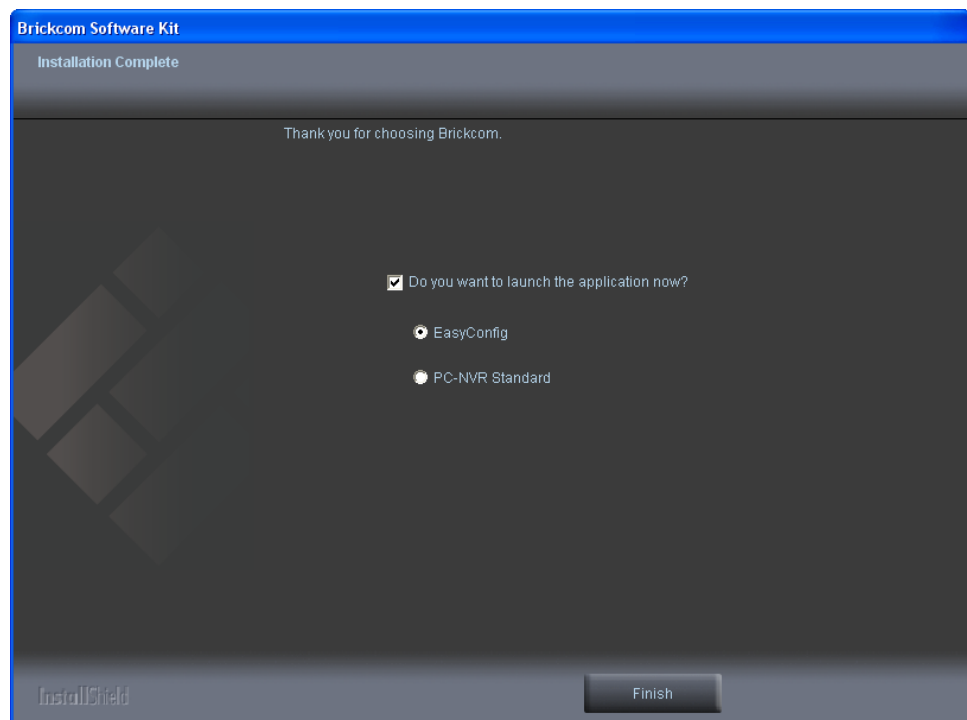 Brickcom Software Kit
Installation Complete
Thank you for choosing Brickcom.
Do you want to launch the application now?
EasyConfig
PC-NVR Standard
InstallShield
Finish